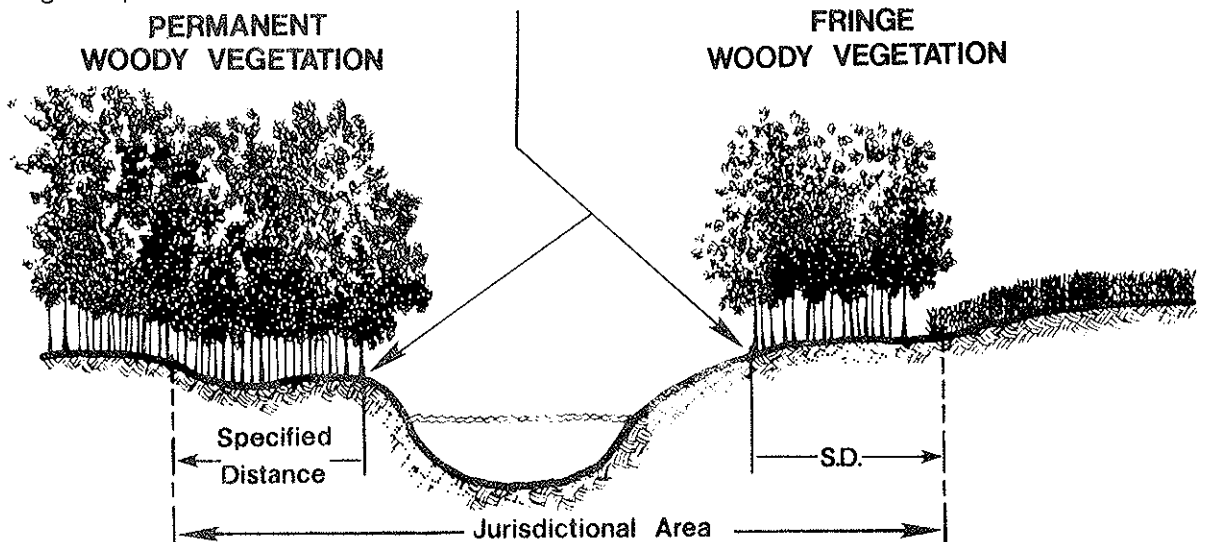 PERMANENT
WOODY VEGETATION
FRINGE
WOODY VEGETATION
Specified
Distance
S.D.
Jurisdictional Area